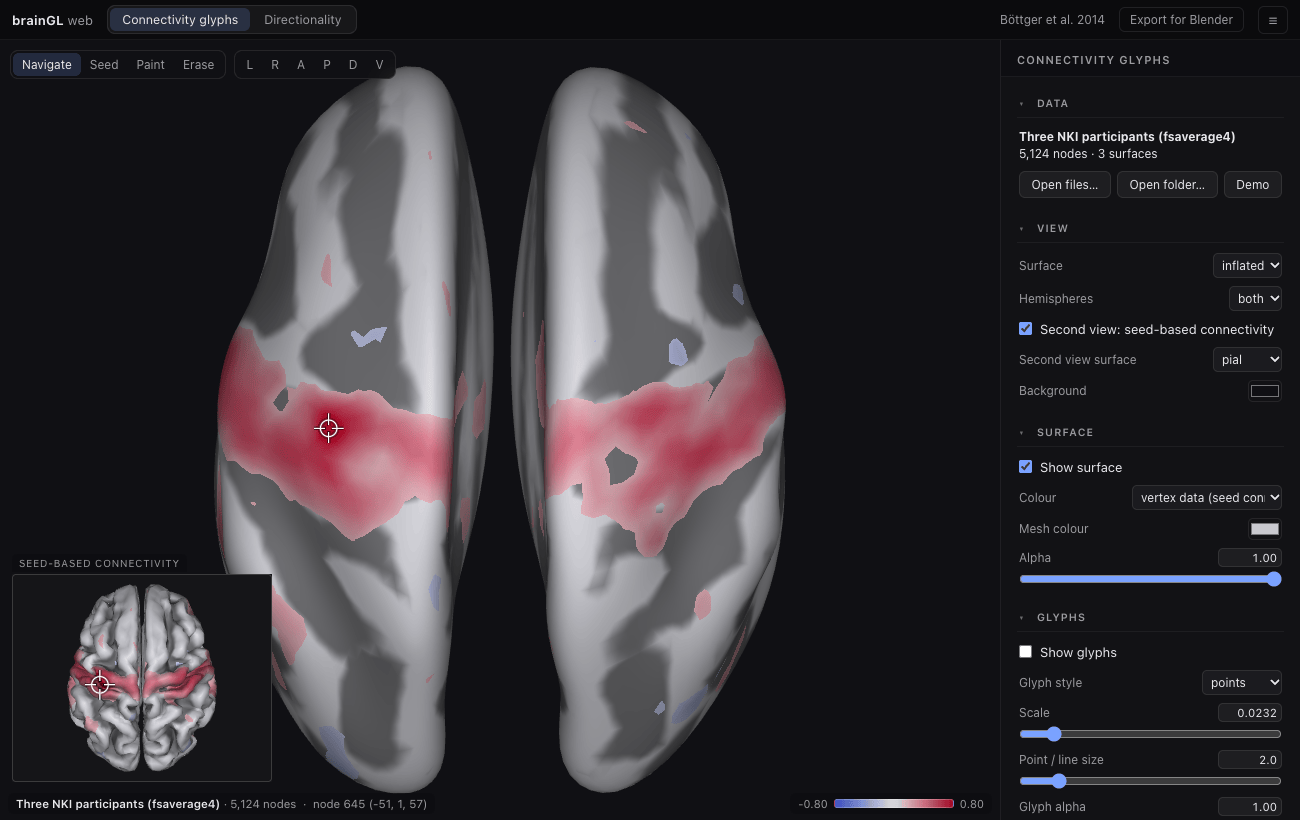 brainGL web
Connectivity glyphs
Directionality
Böttger et al. 2014
Export for Blender
≡
Navigate Seed Paint Erase
L R A P D V
CONNECTIVITY GLYPHS
DATA
Three NKI participants (fsaverage4)
5,124 nodes · 3 surfaces
Open files...
Open folder...
Demo
VIEW
Surface inflated
Hemispheres both
Second view: seed-based connectivity
Second view surface pial
Background
SURFACE
Show surface
Colour vertex data (seed con
Mesh colour
Alpha 1.00
GLYPHS
Show glyphs
Glyph style points
Scale 0.0232
Point / line size 2.0
Glyph alpha 1.00
SEED-BASED CONNECTIVITY
Three NKI participants (fsaverage4) · 5,124 nodes · node 645 (-51, 1, 57)
-0.80 0.80